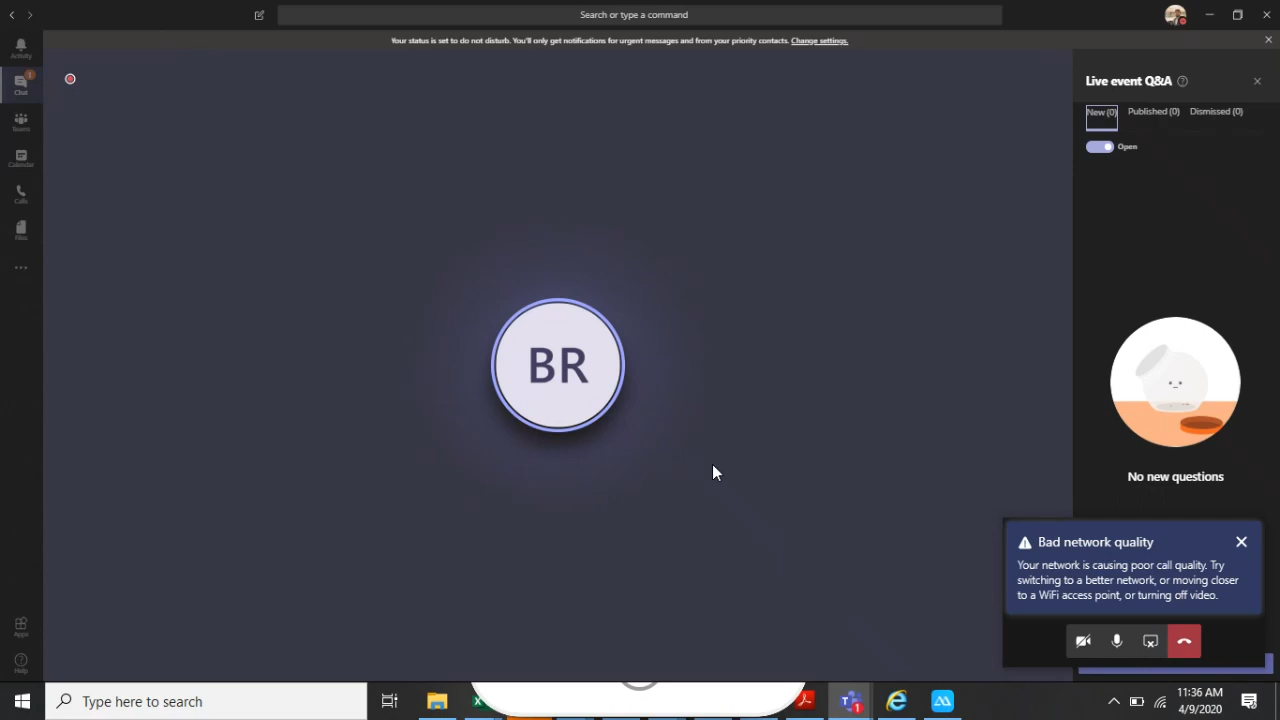 Search or type a command
Your status is set to do not disturb. You'll only get notifications for urgent messages and from your priority contacts. Change settings.
Activity
1
Chat
Teams
Calendar
Calls
Files
Apps
Help
BR
Live event Q&A
New (0) Published (0) Dismissed (0)
Open
No new questions
Bad network quality
Your network is causing poor call quality. Try
switching to a better network, or moving closer
to a WiFi access point, or turning off video.
Type here to search
1
11:36 AM
4/9/2020